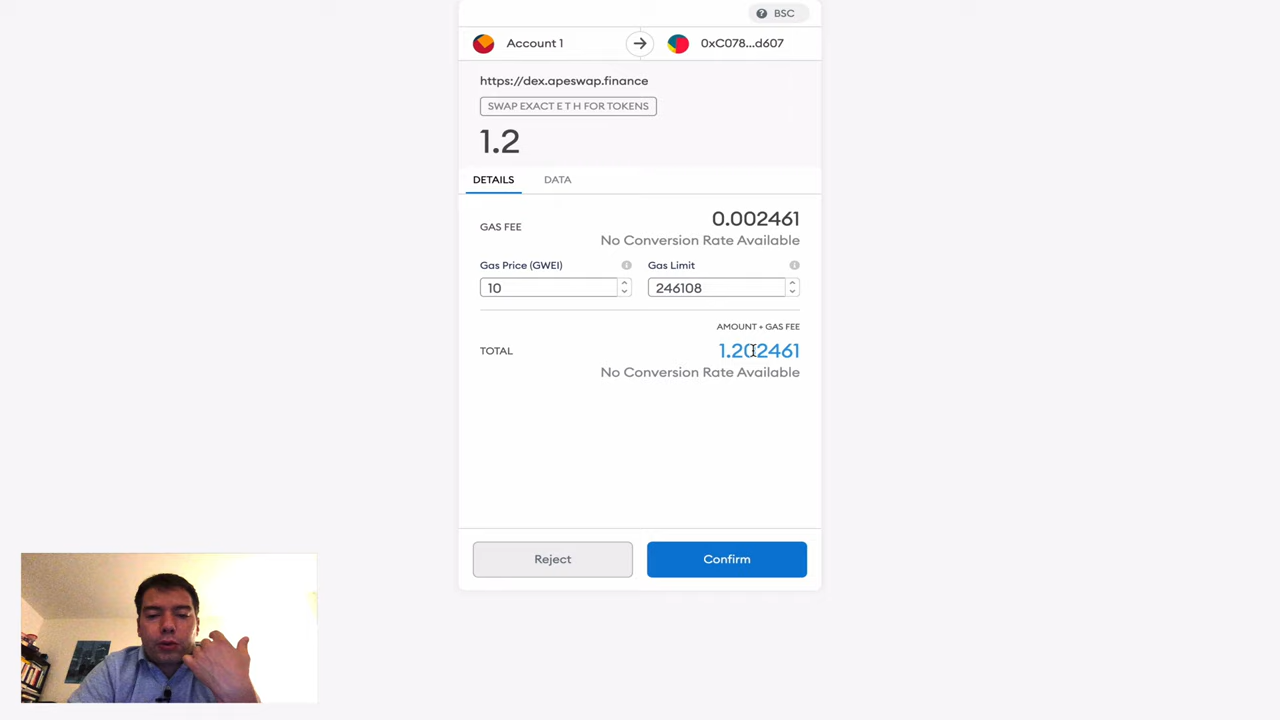 BSC
Account 1
0xC078...d607
https://dex.apeswap.finance
SWAP EXACT E T H FOR TOKENS
1.2
DETAILS
DATA
GAS FEE
0.002461
No Conversion Rate Available
Gas Price (GWEI)
Gas Limit
10
246108
AMOUNT + GAS FEE
TOTAL
1.202461
No Conversion Rate Available
Reject
Confirm